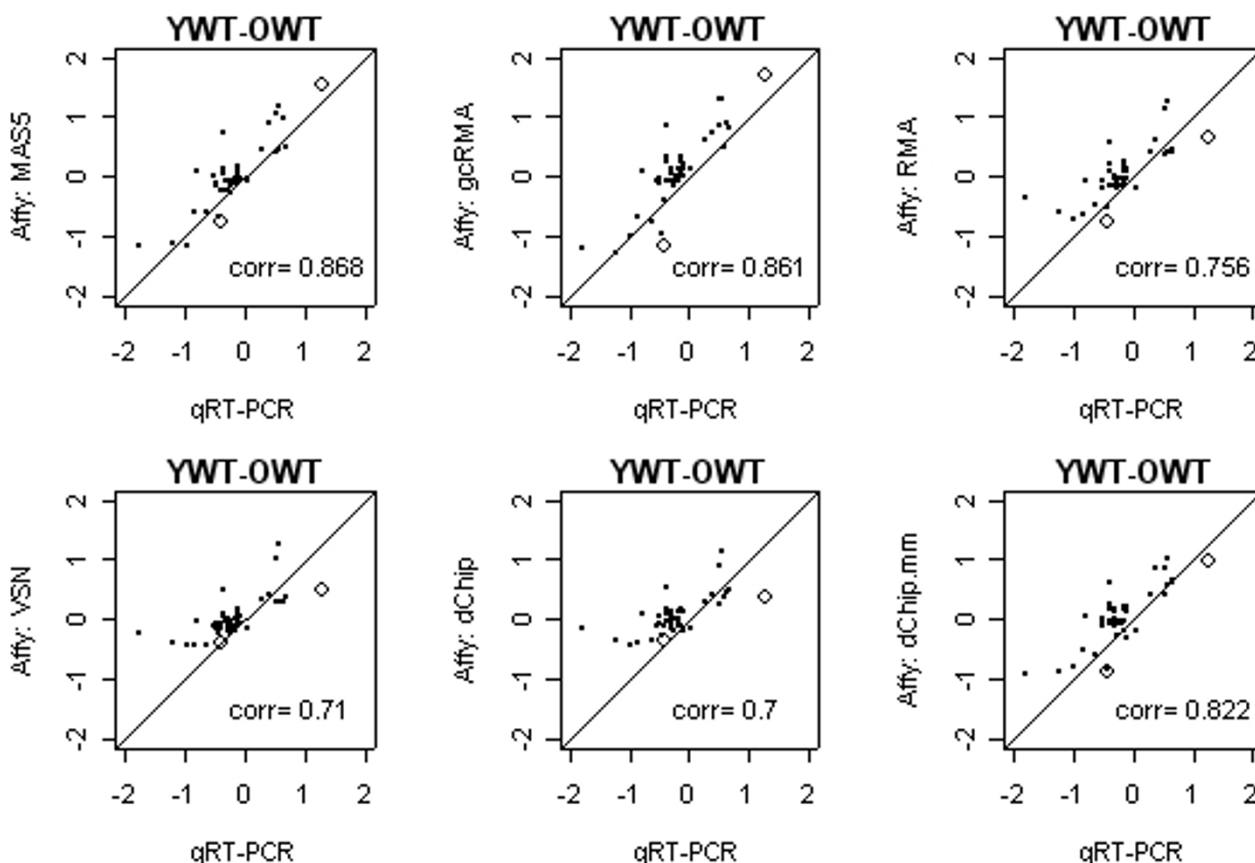 YWT-OWT YWT-OWT YWT-OWT
Affy: MAS5
2
1
0
-1
-2
corr= 0.868
-2 -1 0 1 2
qRT-PCR
Affy: gcRMA
2
1
0
-1
-2
corr= 0.861
-2 -1 0 1 2
qRT-PCR
Affy: RMA
2
1
0
-1
-2
corr= 0.756
-2 -1 0 1 2
qRT-PCR
YWT-OWT YWT-OWT YWT-OWT
Affy: VSN
2
1
0
-1
-2
corr= 0.71
-2 -1 0 1 2
qRT-PCR
Affy: dChip
2
1
0
-1
-2
corr= 0.7
-2 -1 0 1 2
qRT-PCR
Affy: dChip.mm
2
1
0
-1
-2
corr= 0.822
-2 -1 0 1 2
qRT-PCR